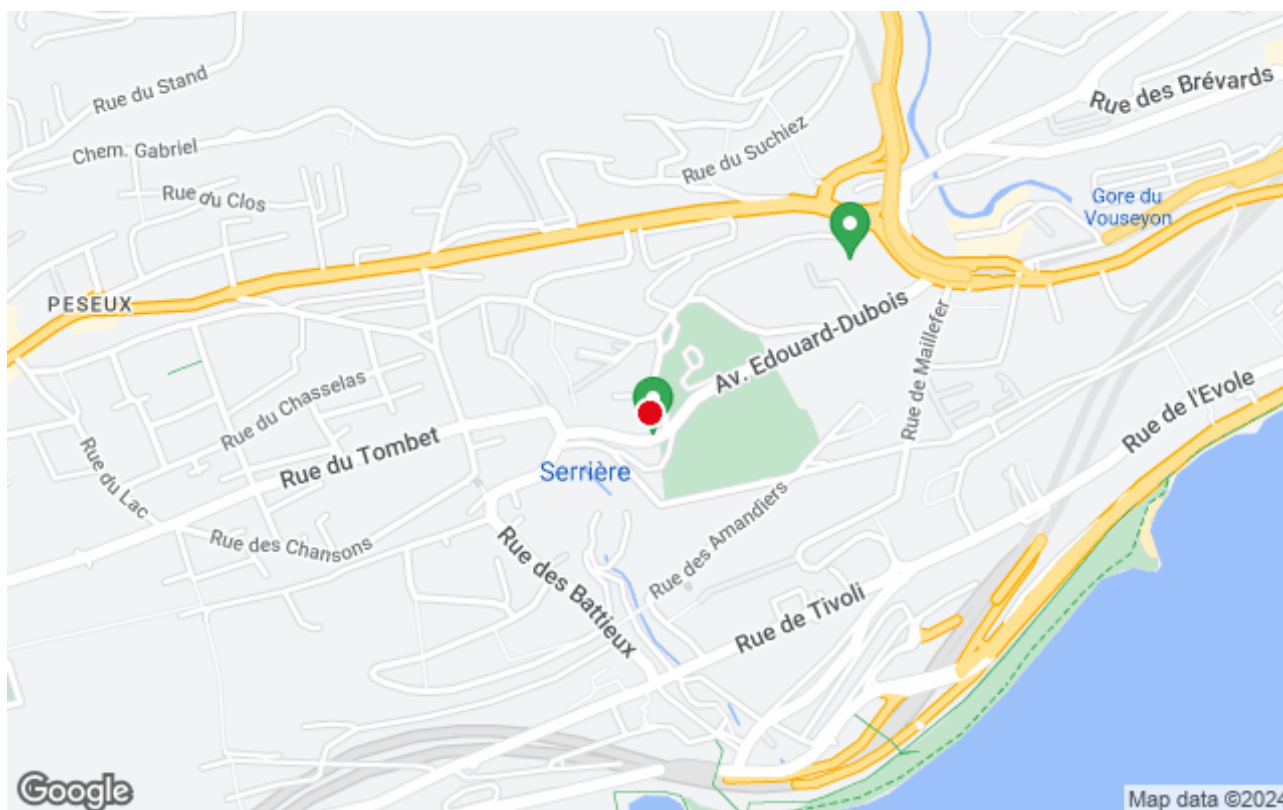 Rue du Stand
Rue des Brévards
Chem. Gabriel
Rue du Suchiez
Rue du Clos
Gore du
Vouseyon
PESEUX
Av. Edouard-Dubois
Rue de Maillefer
Rue du Chasselas
Rue de l'Evole
Rue du Tombet
Serrière
Rue du Lac
Rue des Chansons
Rue des Amandiers
Rue des Battieux
Rue de Tivoli
Google
Map data ©2024